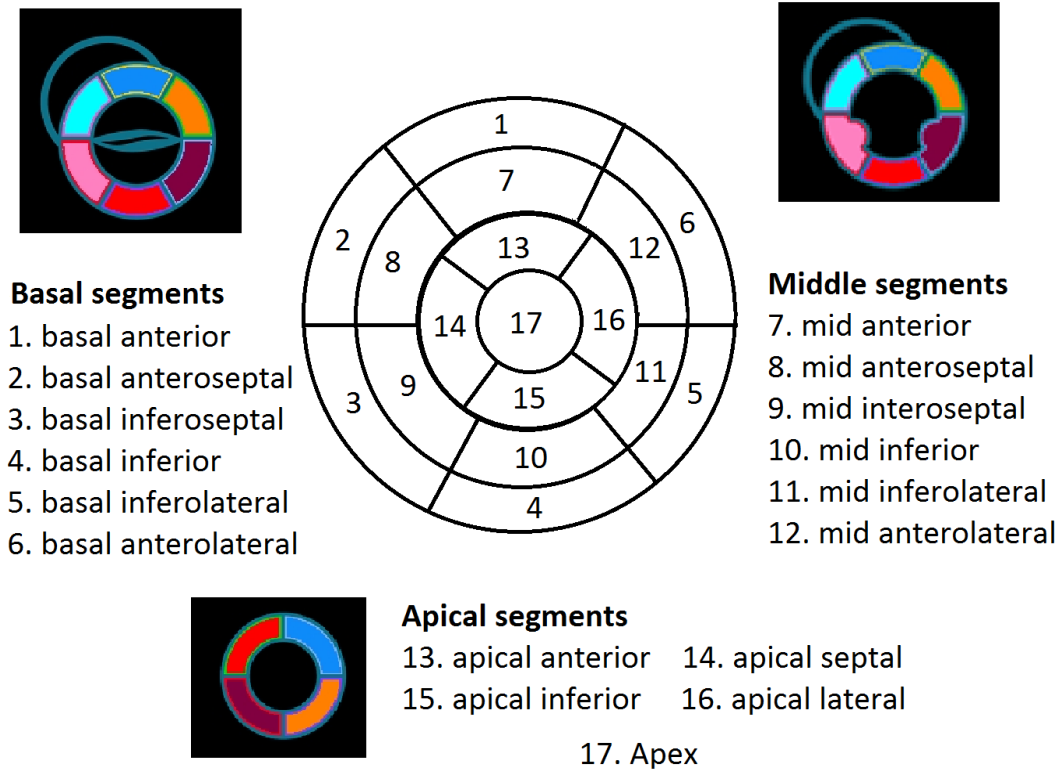 1
7
6
2
12
8
13
14
17
16
11
9
3
5
15
10
4
Basal segments
1. basal anterior
2. basal anteroseptal
3. basal inferoseptal
4. basal inferior
5. basal inferolateral
6. basal anterolateral
Middle segments
7. mid anterior
8. mid anteroseptal
9. mid interoseptal
10. mid inferior
11. mid inferolateral
12. mid anterolateral
Apical segments
13. apical anterior 14. apical septal
15. apical inferior 16. apical lateral
17. Apex